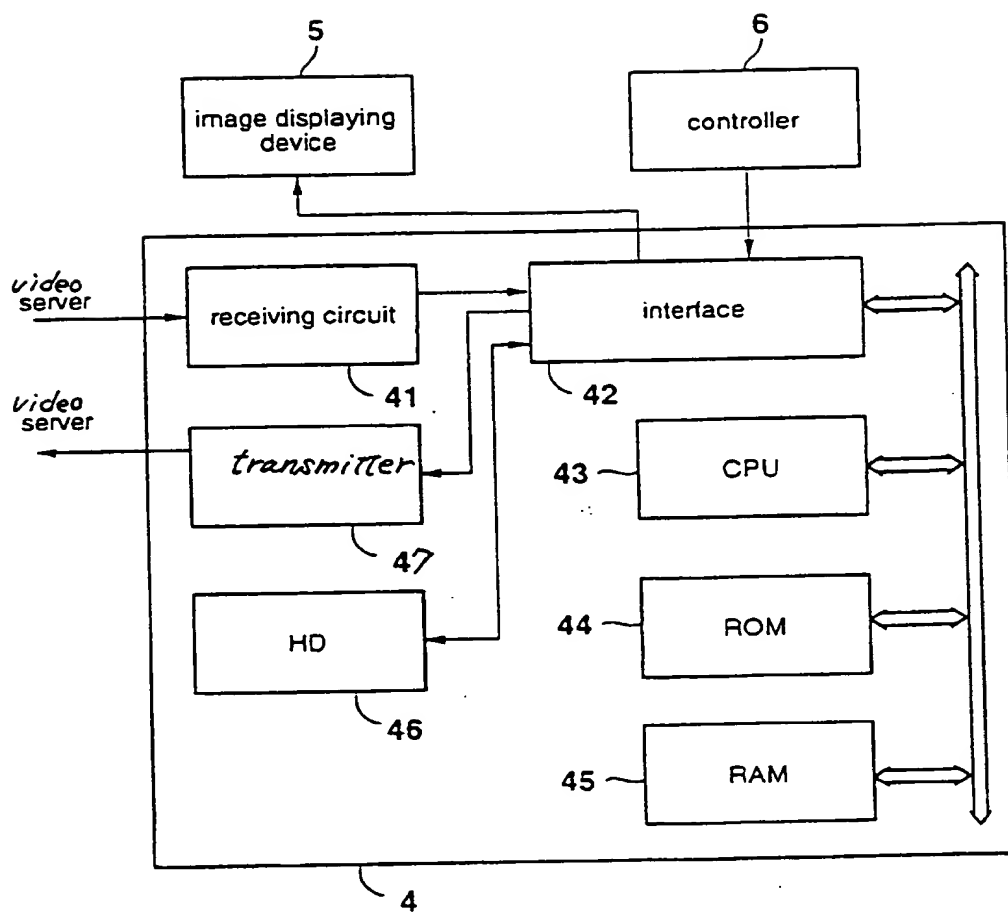 5
6
image displaying
device
controller
video
server
receiving circuit
interface
41
42
video
server
transmitter
43
CPU
47
HD
44
ROM
46
45
RAM
4